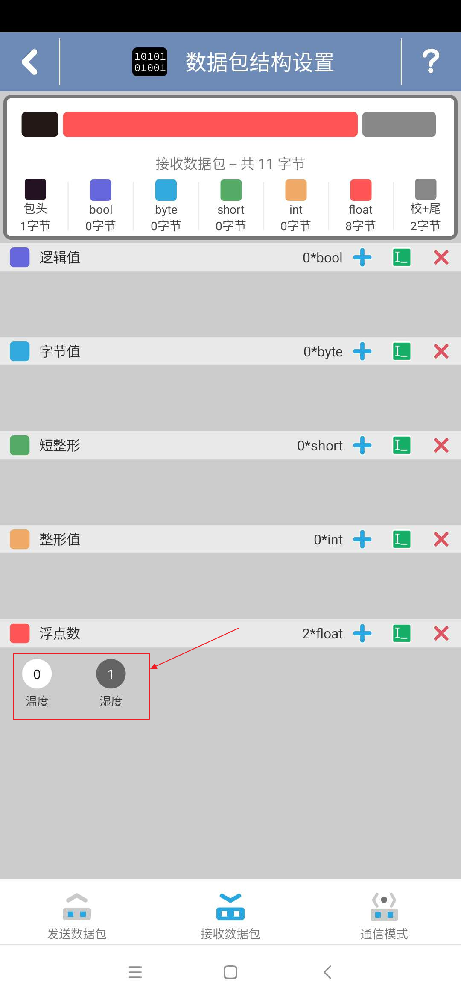 10101
01001
数据包结构设置
接收数据包 -- 共 11 字节
包头 bool byte short int float 校+尾
1字节 0字节 0字节 0字节 0字节 8字节 2字节
逻辑值 0*bool
字节值 0*byte
短整形 0*short
整形值 0*int
浮点数 2*float
0 1
温度 湿度
发送数据包 接收数据包 通信模式